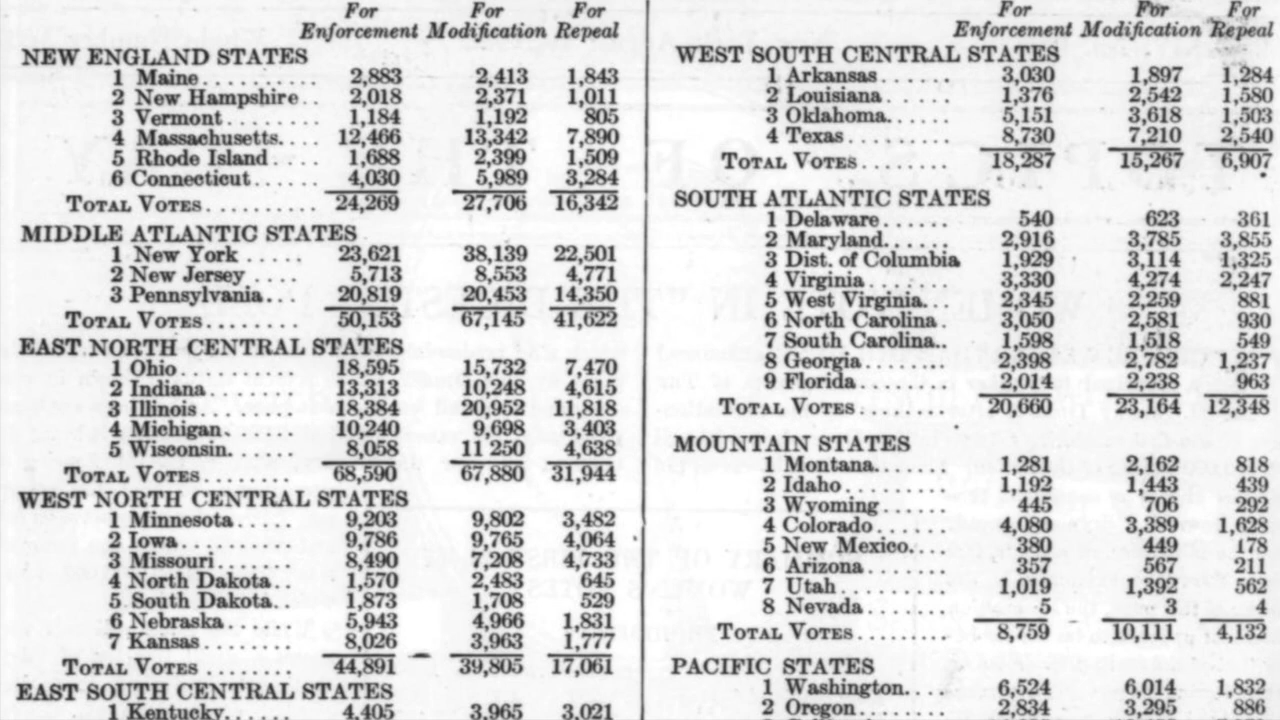 For For For
Enforcement Modification Repeal
NEW ENGLAND STATES
1 Maine........ 2,883 2,413 1,843
2 New Hampshire 2,018 2,371 1,011
3 Vermont....... 1,184 1,192 805
4 Massachusetts.. 12,466 13,342 7,890
5 Rhode Island... 1,688 2,399 1,509
6 Connecticut.... 4,030 5,989 3,284
TOTAL VOTES........ 24,269 27,706 16,342
MIDDLE ATLANTIC STATES
1 New York .... 23,621 38,139 22,501
2 New Jersey .... 5,713 8,553 4,771
3 Pennsylvania... 20,819 20,453 14,350
TOTAL VOTES........ 50,153 67,145 41,622
EAST NORTH CENTRAL STATES
1 Ohio.......... 18,595 15,732 7,470
2 Indiana....... 13,313 10,248 4,615
3 Illinois........ 18,384 20,952 11,818
4 Michigan...... 10,240 9,698 3,403
5 Wisconsin..... 8,058 11 250 4,638
TOTAL VOTES........ 68,590 67,880 31,944
WEST NORTH CENTRAL STATES
1 Minnesota..... 9,203 9,802 3,482
2 Iowa.......... 9,786 9,765 4,064
3 Missouri....... 8,490 7,208 4,733
4 North Dakota.. 1,570 2,483 645
5 South Dakota.. 1,873 1,708 529
6 Nebraska...... 5,943 4,966 1,831
7 Kansas........ 8,026 3,963 1,777
TOTAL VOTES........ 44,891 39,805 17,061
EAST SOUTH CENTRAL STATES
1 Kentucky...... 4,405 3,965 3,021
For For For
Enforcement Modification Repeal
WEST SOUTH CENTRAL STATES
1 Arkansas...... 3,030 1,897 1,284
2 Louisiana...... 1,376 2,542 1,580
3 Oklahoma...... 5,151 3,618 1,503
4 Texas......... 8,730 7,210 2,540
TOTAL VOTES........ 18,287 15,267 6,907
SOUTH ATLANTIC STATES
1 Delaware...... 540 623 361
2 Maryland...... 2,916 3,785 3,855
3 Dist. of Columbia 1,929 3,114 1,325
4 Virginia....... 3,330 4,274 2,247
5 West Virginia.. 2,345 2,259 881
6 North Carolina. 3,050 2,581 930
7 South Carolina.. 1,598 1,518 549
8 Georgia....... 2,398 2,782 1,237
9 Florida........ 2,014 2,238 963
TOTAL VOTES....... 20,660 23,164 12,348
MOUNTAIN STATES
1 Montana...... 1,281 2,162 818
2 Idaho......... 1,192 1,443 439
3 Wyoming...... 445 706 292
4 Colorado...... 4,080 3,389 1,628
5 New Mexico... 380 449 178
6 Arizona....... 357 567 211
7 Utah.......... 1,019 1,392 562
8 Nevada........ 5 3 4
TOTAL VOTES........ 8,759 10,111 4,132
PACIFIC STATES
1 Washington.... 6,524 6,014 1,832
2 Oregon........ 2,834 3,295 886